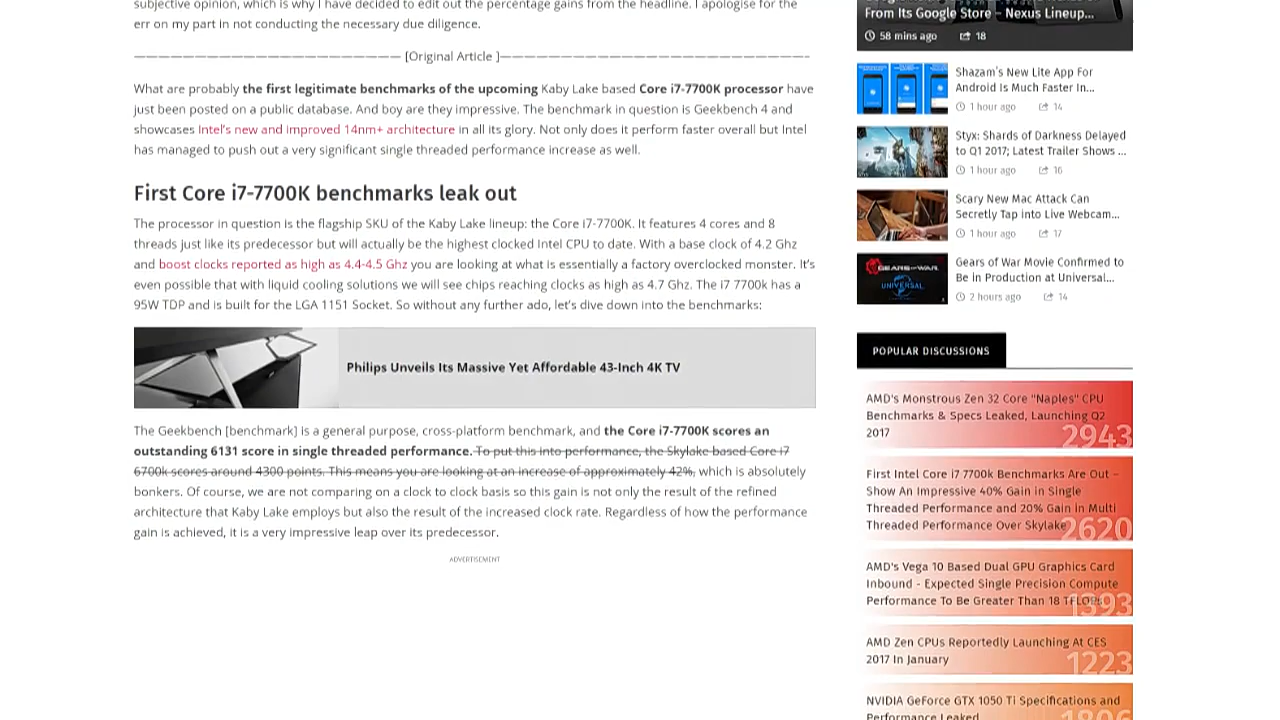 subjective opinion, which is why I have decided to edit out the percentage gains from the headline. I apologise for the
err on my part in not conducting the necessary due diligence.
————————————————————— [Original Article ]————————————————————-
What are probably the first legitimate benchmarks of the upcoming Kaby Lake based Core i7-7700K processor have
just been posted on a public database. And boy are they impressive. The benchmark in question is Geekbench 4 and
showcases Intel's new and improved 14nm+ architecture in all its glory. Not only does it perform faster overall but Intel
has managed to push out a very significant single threaded performance increase as well.
First Core i7-7700K benchmarks leak out
The processor in question is the flagship SKU of the Kaby Lake lineup: the Core i7-7700K. It features 4 cores and 8
threads just like its predecessor but will actually be the highest clocked Intel CPU to date. With a base clock of 4.2 Ghz
and boost clocks reported as high as 4.4-4.5 Ghz you are looking at what is essentially a factory overclocked monster. It's
even possible that with liquid cooling solutions we will see chips reaching clocks as high as 4.7 Ghz. The i7 7700k has a
95W TDP and is built for the LGA 1151 Socket. So without any further ado, let's dive down into the benchmarks:
Philips Unveils Its Massive Yet Affordable 43-Inch 4K TV
The Geekbench [benchmark] is a general purpose, cross-platform benchmark, and the Core i7-7700K scores an
outstanding 6131 score in single threaded performance. To put this into performance, the Skylake based Core i7
6700k scores around 4300 points. This means you are looking at an increase of approximately 42%, which is absolutely
bonkers. Of course, we are not comparing on a clock to clock basis so this gain is not only the result of the refined
architecture that Kaby Lake employs but also the result of the increased clock rate. Regardless of how the performance
gain is achieved, it is a very impressive leap over its predecessor.
ADVERTISEMENT
From Its Google Store – Nexus Lineup...
58 mins ago 18
Shazam's New Lite App For
Android Is Much Faster In...
1 hour ago 14
Styx: Shards of Darkness Delayed
to Q1 2017; Latest Trailer Shows ...
1 hour ago 16
Scary New Mac Attack Can
Secretly Tap into Live Webcam...
1 hour ago 17
GEARS OF WAR
UNIVERSAL
Gears of War Movie Confirmed to
Be in Production at Universal...
2 hours ago 14
POPULAR DISCUSSIONS
AMD's Monstrous Zen 32 Core "Naples" CPU
Benchmarks & Specs Leaked, Launching Q2
2017
2943
First Intel Core i7 7700k Benchmarks Are Out –
Show An Impressive 40% Gain in Single
Threaded Performance and 20% Gain in Multi
Threaded Performance Over Skylake
2620
AMD's Vega 10 Based Dual GPU Graphics Card
Inbound - Expected Single Precision Compute
Performance To Be Greater Than 18 TFLOPs
1393
AMD Zen CPUs Reportedly Launching At CES
2017 In January
1223
NVIDIA GeForce GTX 1050 Ti Specifications and
Performance Leaked